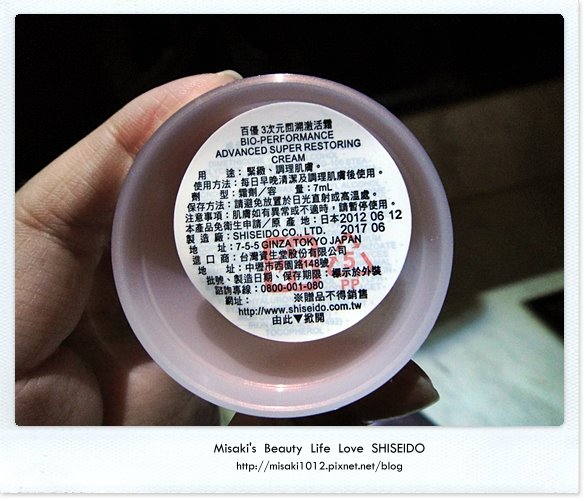 百優 3次元回溯激活霜
BIO-PERFORMANCE
ADVANCED SUPER RESTORING
CREAM
用　途：緊緻、調理肌膚。
使用方法：每日早晚清潔及調理肌膚後使用。
劑　型：霜劑／容　量：7mL
保存方法：請避免放置於日光直射或高溫處。
注意事項：肌膚如有異常或不適時，請暫停使用。
本產品免衛生申請／原 產 地：日本2012 06 12
製 造 廠：SHISEIDO CO., LTD. 2017 06
地　址：7-5-5 GINZA TOKYO JAPAN
進 口 商：台灣資生堂股份有限公司
地　址：中壢市西園路148號
批號、製造日期、保存期限：標示於外裝
諮詢專線：0800-001-080
網址：　※贈品不得銷售
http://www.shiseido.com.tw
由此▼掀開
5
PP
TOCOPHEROL
Misaki's Beauty Life Love SHISEIDO
http://misaki1012.pixnet.net/blog